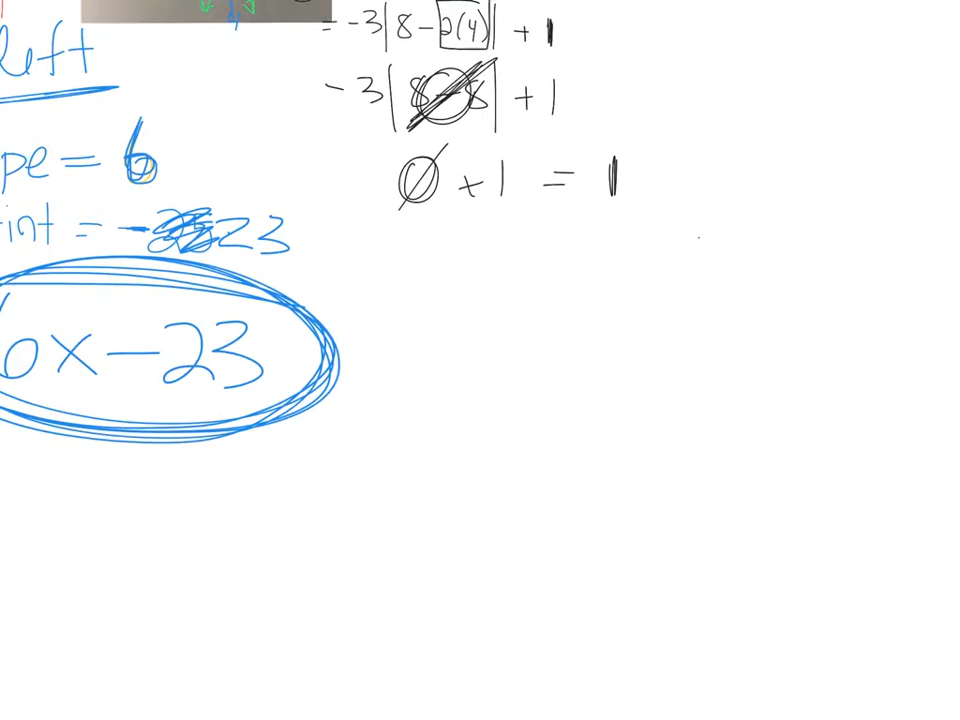 left
pe = 6
int = -23
6x-23
= -3|8-2(4)|+1
-3|8-8|+1
0+1 = 1